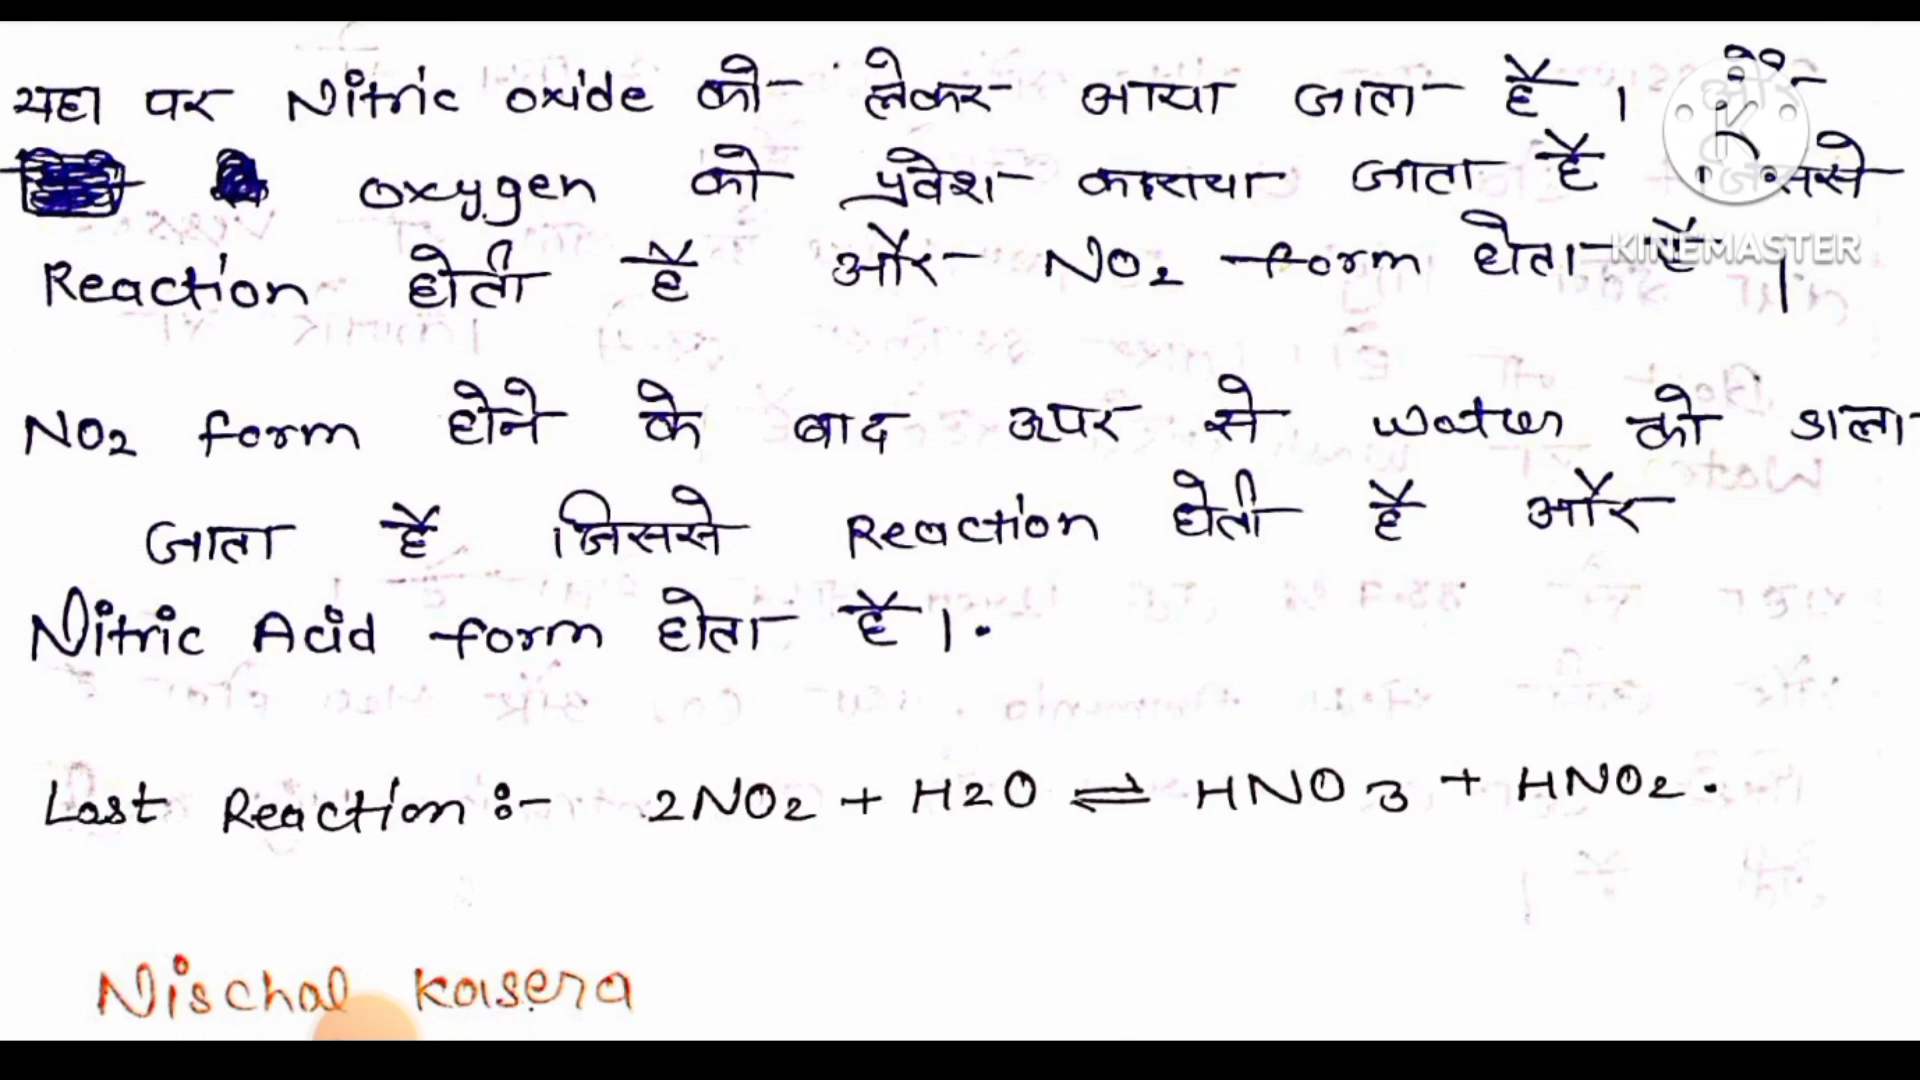 यहा पर Nitric oxide को लेकर आया जाता है। और
oxygen को प्रवेश काराया जाता है जिससे
Reaction होती है और NO₂ form होता है।
KINEMASTER
NO₂ form होने के बाद ऊपर से water को डाला
जाता है जिससे Reaction होती है और
Nitric Acid form होता है।.
Last Reaction:- 2NO₂ + H2O ⇌ HNO3 + HNO₂.
Nischal Kasera